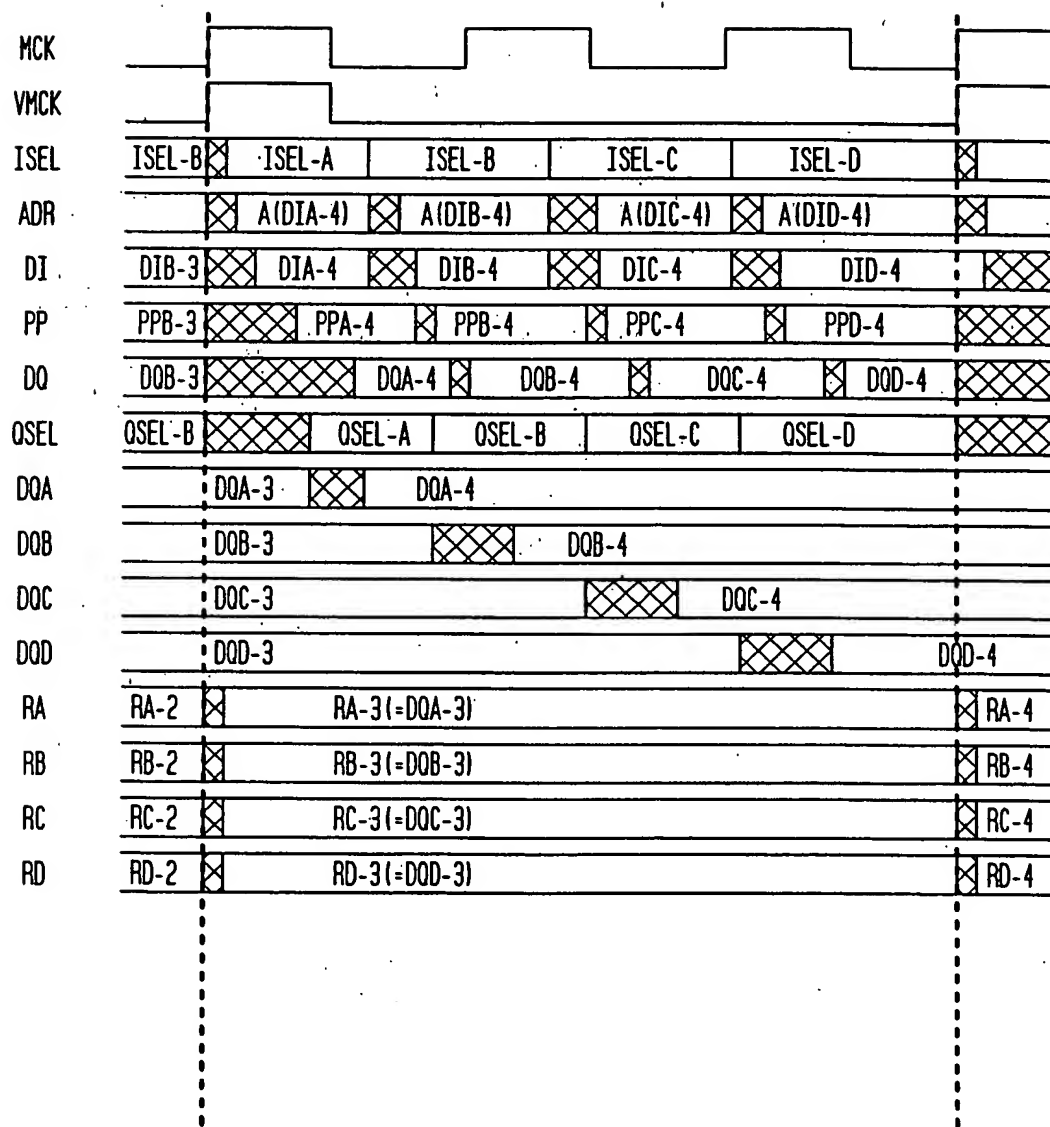 MCK
VMCK
ISEL ISEL-B ISEL-A ISEL-B ISEL-C ISEL-D
ADR A(DIA-4) A(DIB-4) A(DIC-4) A(DID-4)
DI DIB-3 DIA-4 DIB-4 DIC-4 DID-4
PP PPB-3 PPA-4 PPB-4 PPC-4 PPD-4
DQ DQB-3 DQA-4 DQB-4 DQC-4 DQD-4
QSEL QSEL-B QSEL-A QSEL-B QSEL-C QSEL-D
DQA DQA-3 DQA-4
DQB DQB-3 DQB-4
DQC DQC-3 DQC-4
DQD DQD-3 DQD-4
RA RA-2 RA-3(=DQA-3) RA-4
RB RB-2 RB-3(=DQB-3) RB-4
RC RC-2 RC-3(=DQC-3) RC-4
RD RD-2 RD-3(=DQD-3) RD-4